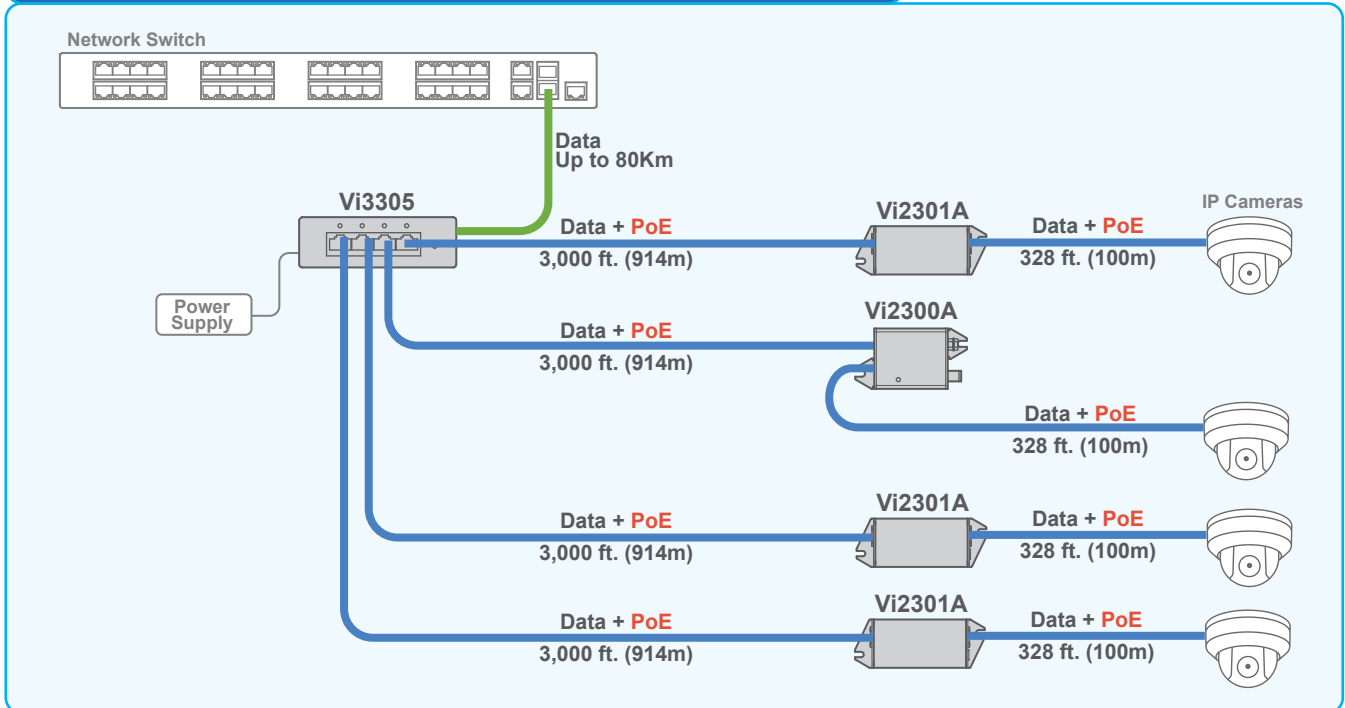 Network Switch
Data
Up to 80Km
Vi3305
Power
Supply
Data + PoE
3,000 ft. (914m)
Vi2301A
Data + PoE
328 ft. (100m)
IP Cameras
Data + PoE
3,000 ft. (914m)
Vi2300A
Data + PoE
328 ft. (100m)
Data + PoE
3,000 ft. (914m)
Vi2301A
Data + PoE
328 ft. (100m)
Data + PoE
3,000 ft. (914m)
Vi2301A
Data + PoE
328 ft. (100m)